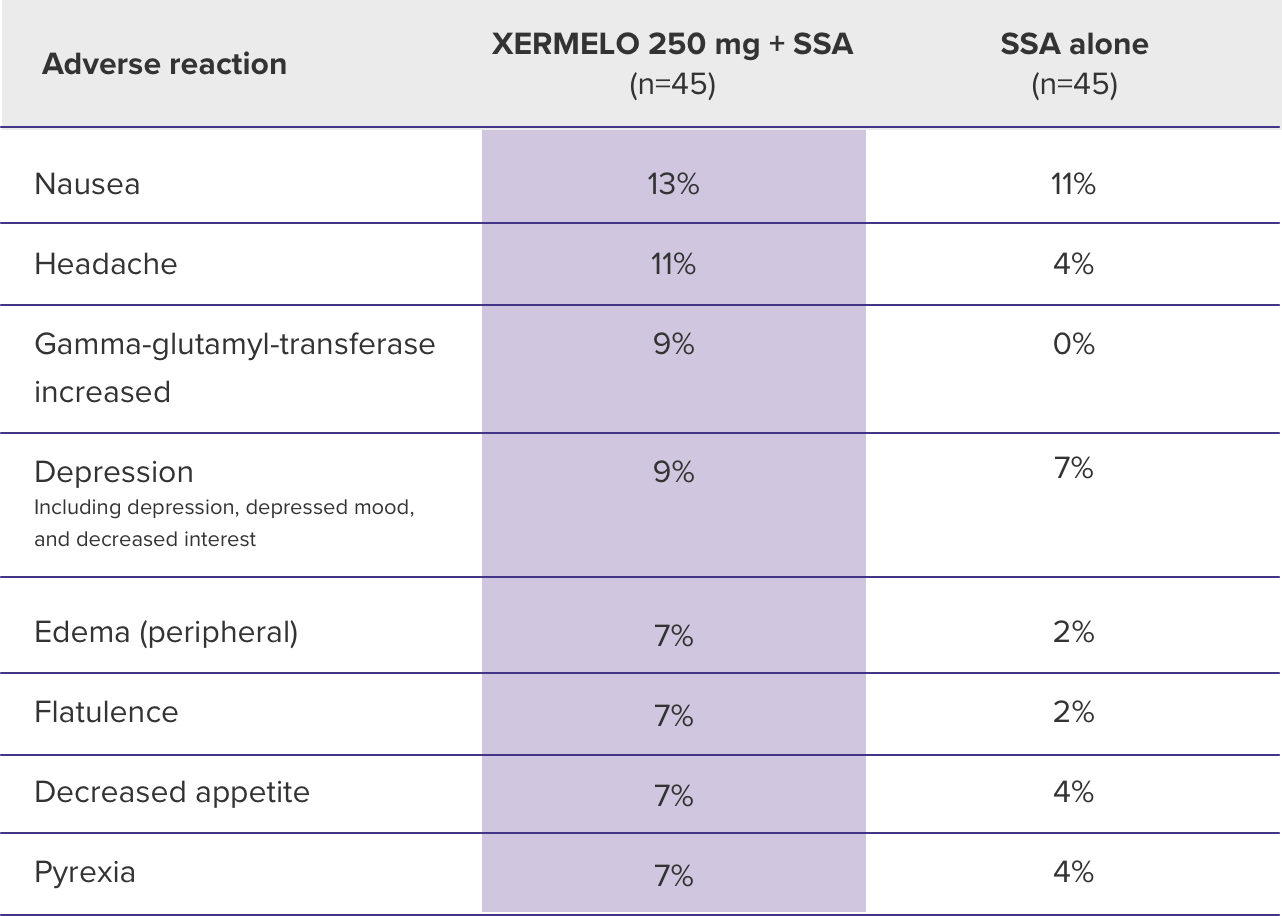 Adverse reaction
XERMELO 250 mg + SSA
(n=45)
SSA alone
(n=45)
Nausea 13% 11%
Headache 11% 4%
Gamma-glutamyl-transferase 9% 0%
increased
Depression 9% 7%
Including depression, depressed mood,
and decreased interest
Edema (peripheral) 7% 2%
Flatulence 7% 2%
Decreased appetite 7% 4%
Pyrexia 7% 4%